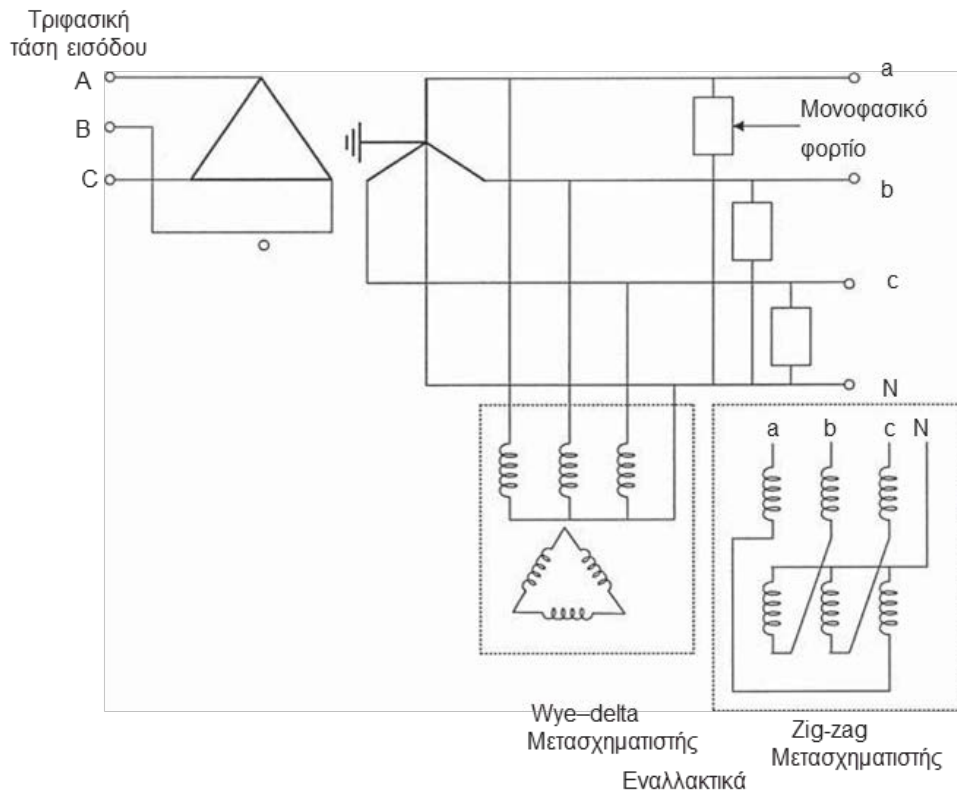 Τριφασική
τάση εισόδου
A
B
C
a
Μονοφασικό
φορτίο
b
c
N
a b c N
Wye–delta
Μετασχηματιστής
Zig-zag
Μετασχηματιστής
Εναλλακτικά